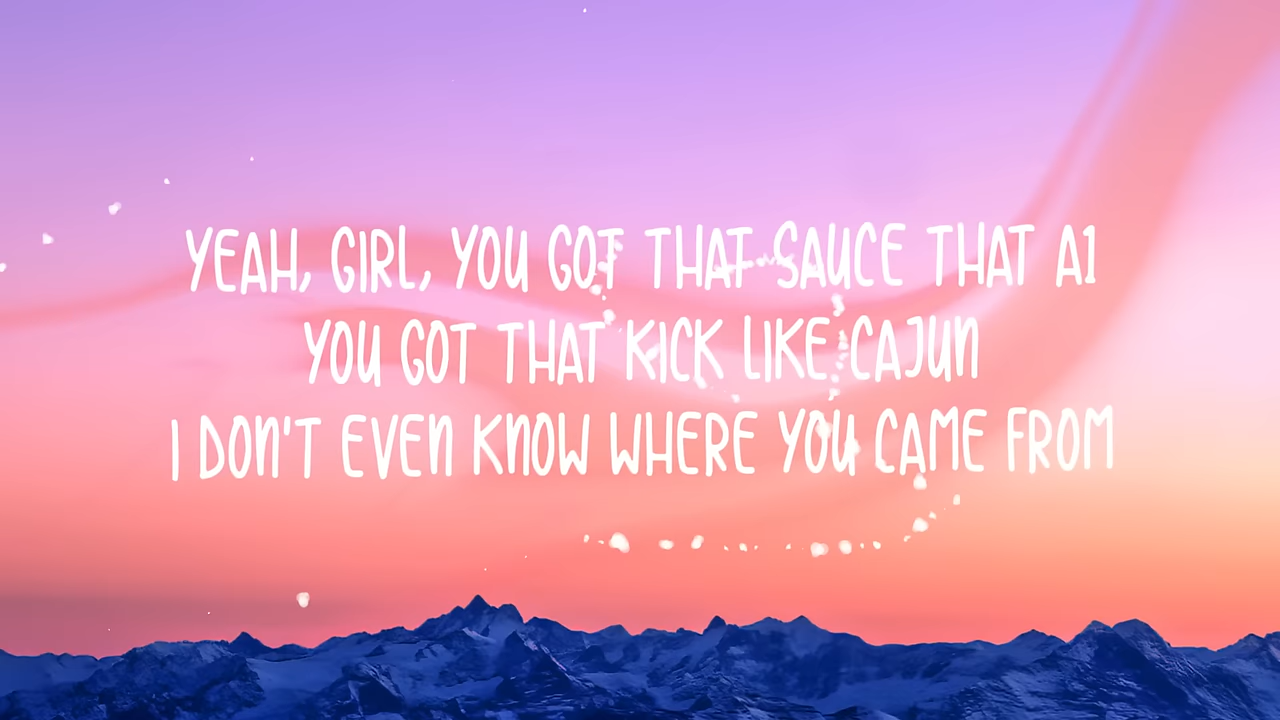 YEAH, GIRL, YOU GOT THAT SAUCE THAT A1
YOU GOT THAT KICK LIKE CAJUN
I DON'T EVEN KNOW WHERE YOU CAME FROM